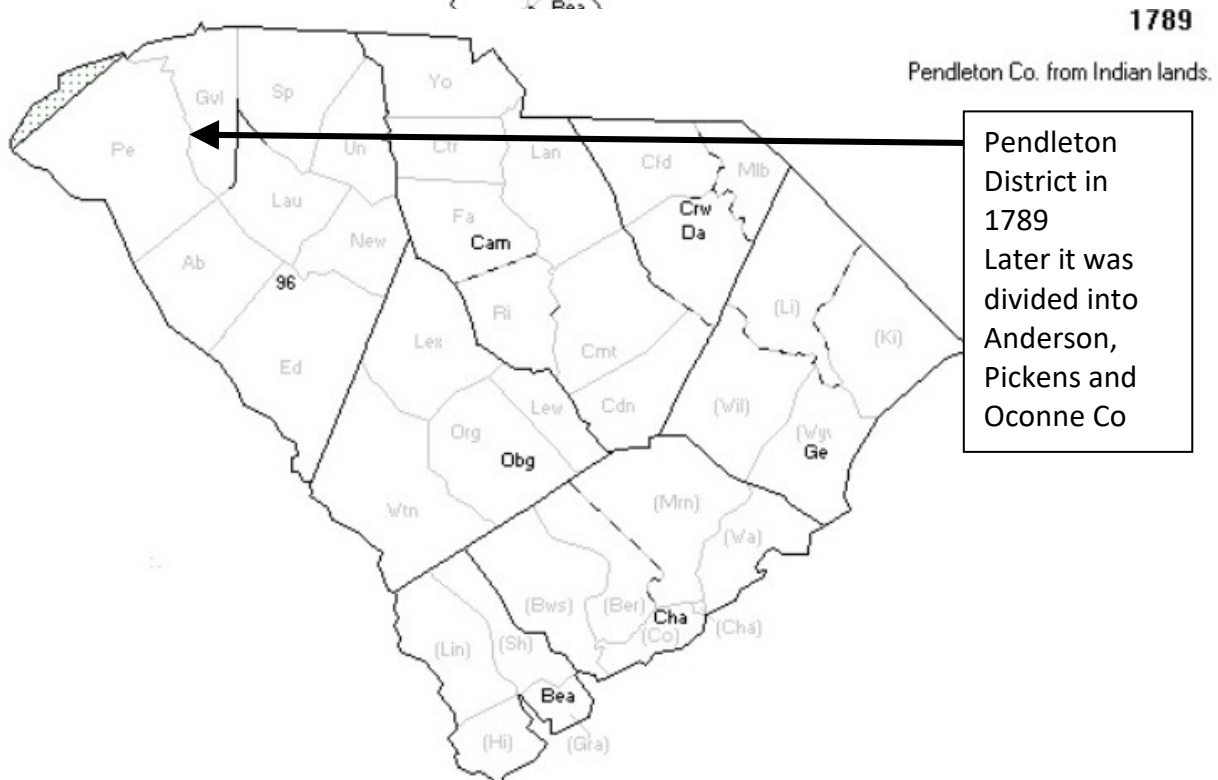 Bea
1789
Pendleton Co. from Indian lands.
Pendleton
District in
1789
Later it was
divided into
Anderson,
Pickens and
Oconne Co
Gvl
Sp
Yo
Pe
Un
Ctf
Lan
Cfd
Mlb
Lau
Fa
Cam
Crw
Da
New
Ab
96
Ri
(Li)
(Ki)
Lex
Cmt
Ed
Lew
Cdn
(Wil)
Org
Obg
(Wy
Ge
Wtn
(Mrn)
(Wa)
(Bws)
(Ber)
Cha
(Co)
(Cha)
(Lin)
(Sh)
Bea
(Hi)
(Gra)